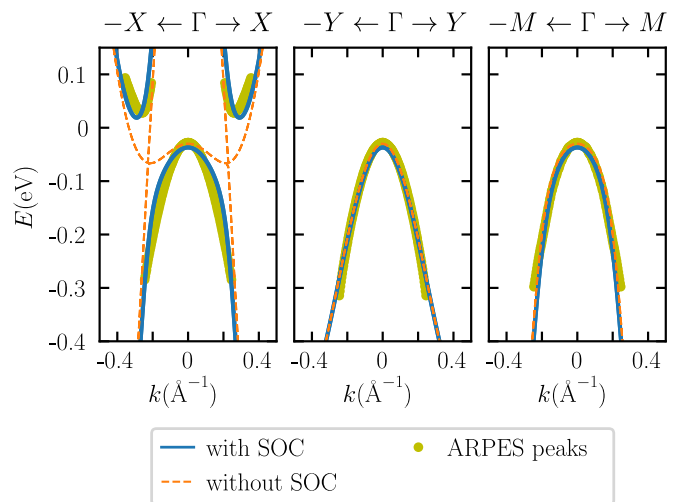 −X ← Γ → X
−Y ← Γ → Y
−M ← Γ → M
E(eV)
0.1
0
-0.1
-0.2
-0.3
-0.4
-0.4 0 0.4
-0.4 0 0.4
-0.4 0 0.4
k(Å⁻¹)
k(Å⁻¹)
k(Å⁻¹)
with SOC
without SOC
ARPES peaks